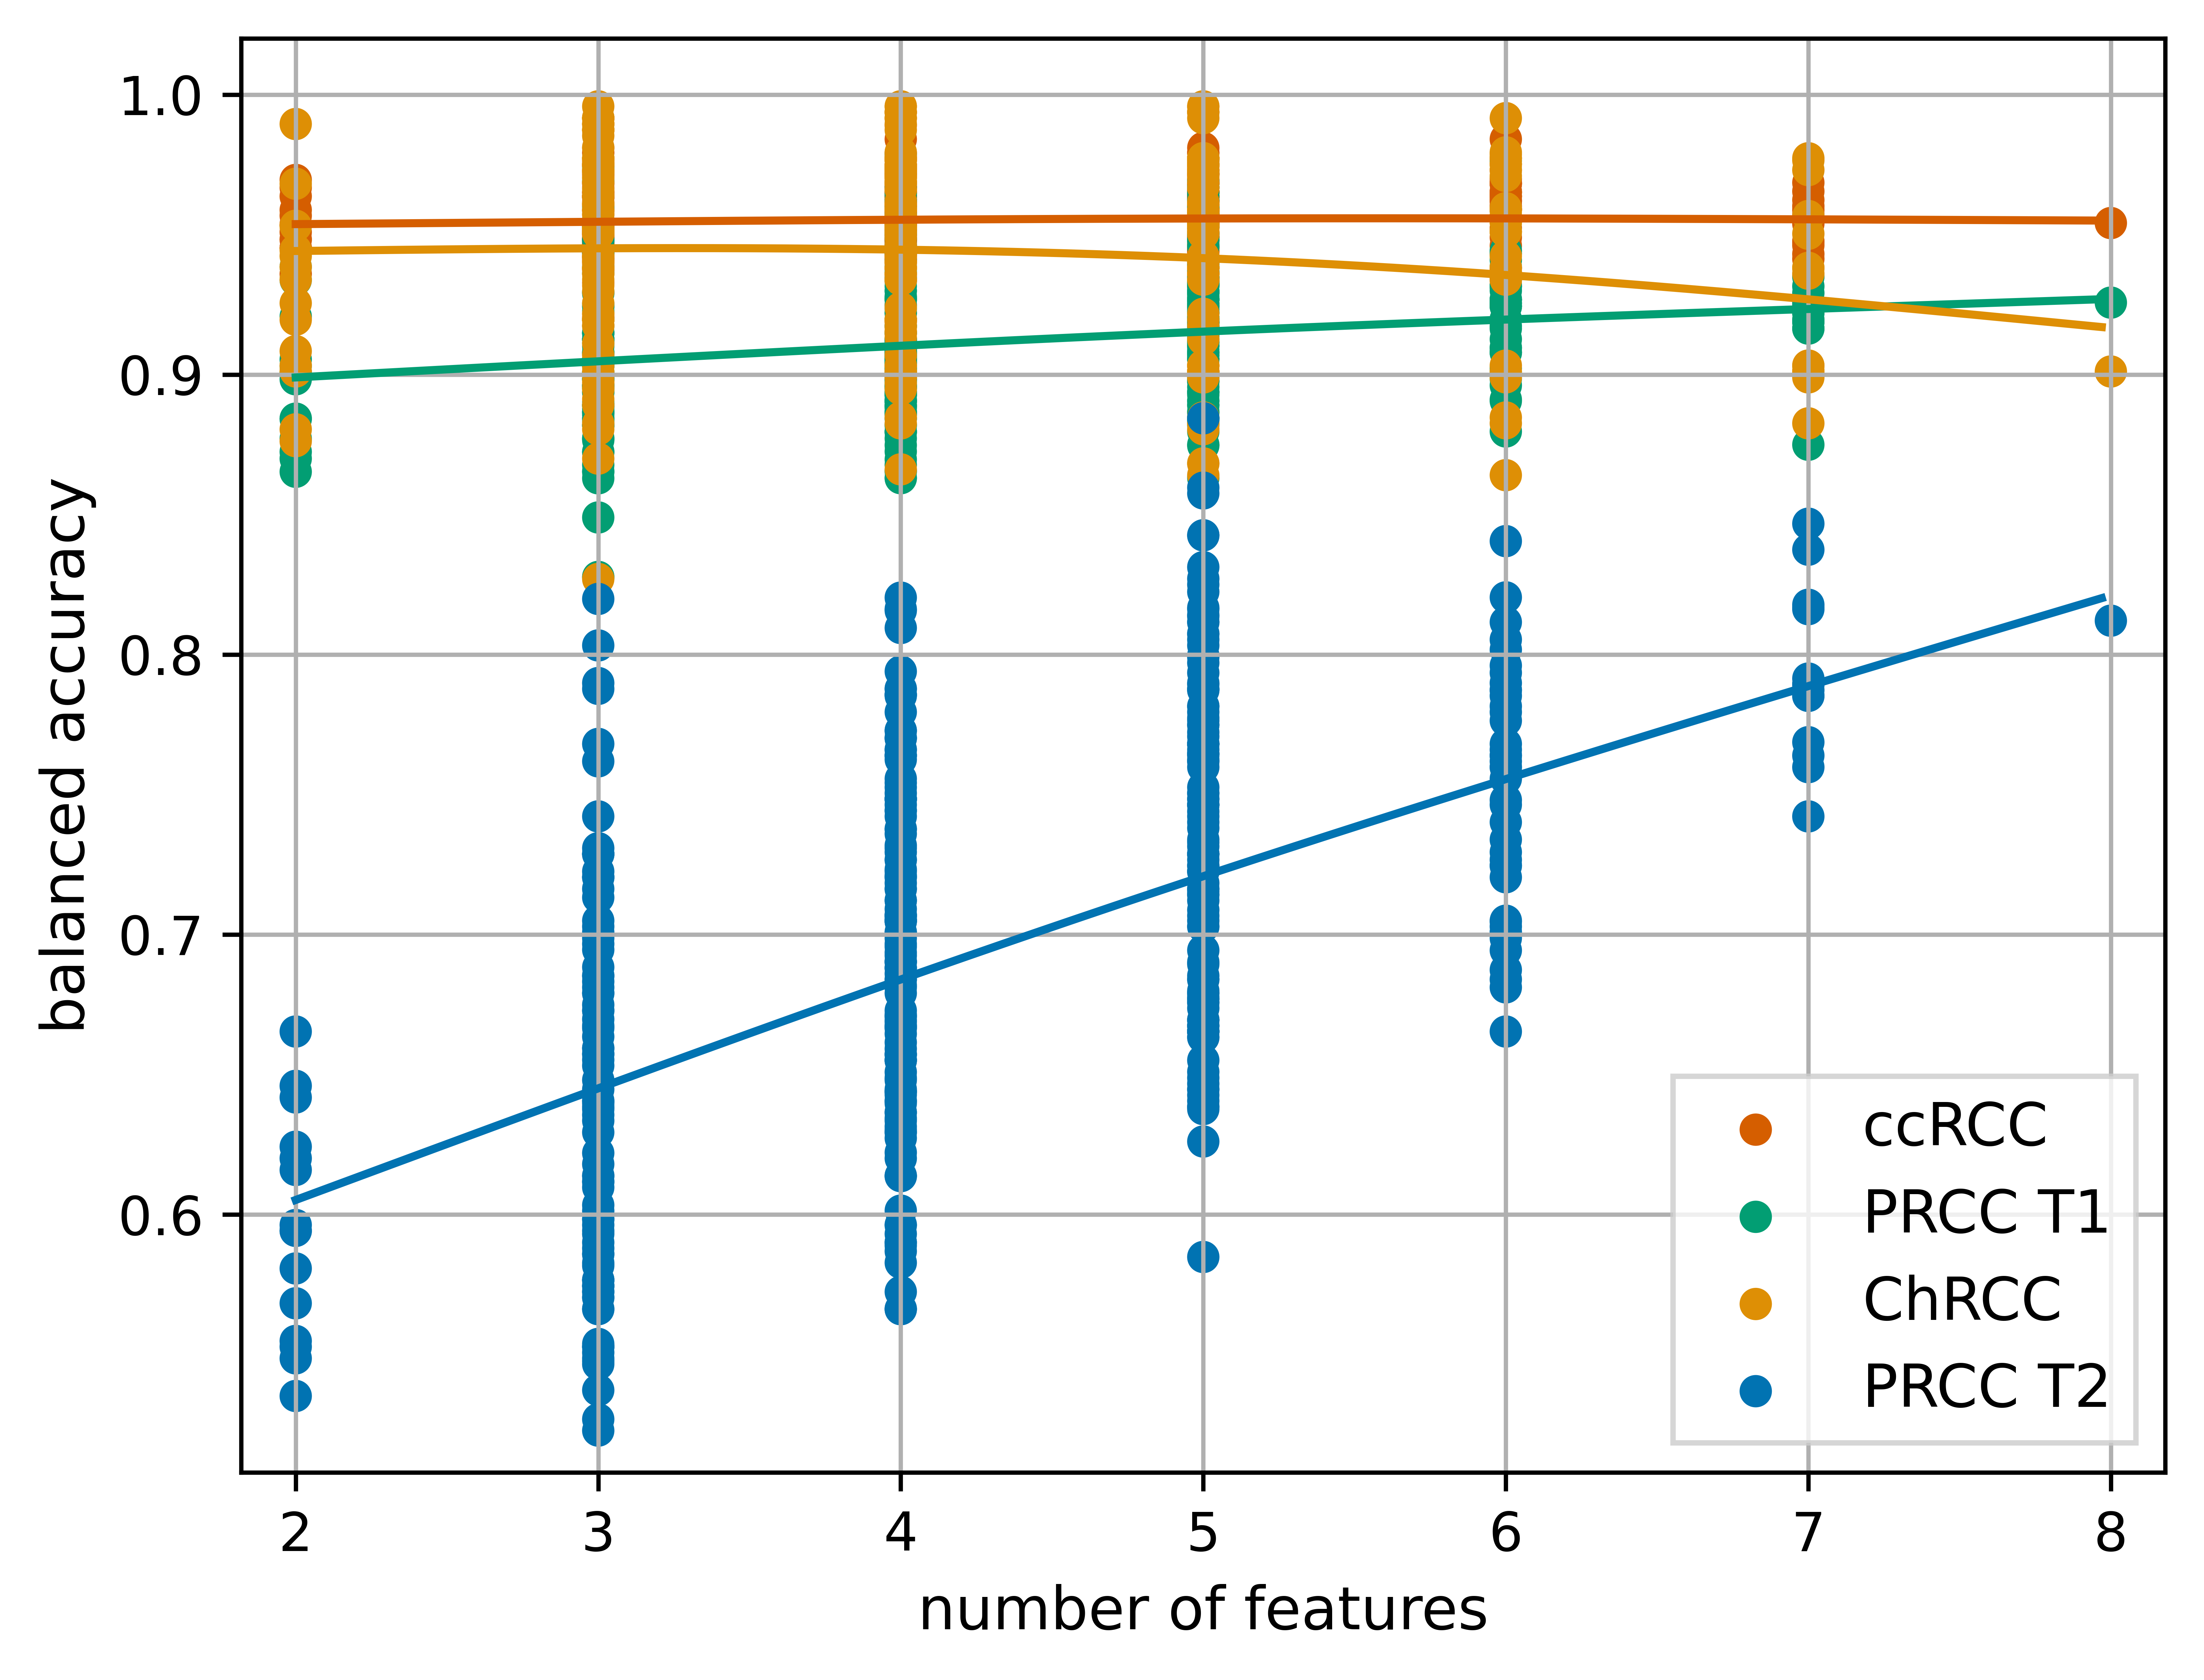 1.0
0.9
0.8
0.7
0.6
balanced accuracy
ccRCC
PRCC T1
ChRCC
PRCC T2
2 3 4 5 6 7 8
number of features